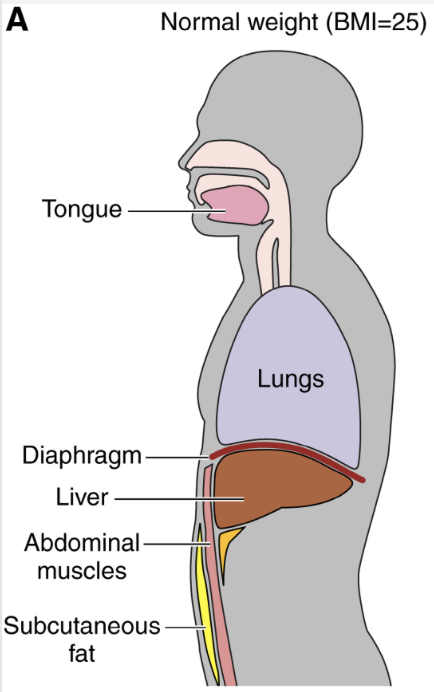 A
Normal weight (BMI=25)
Tongue
Lungs
Diaphragm
Liver
Abdominal
muscles
Subcutaneous
fat